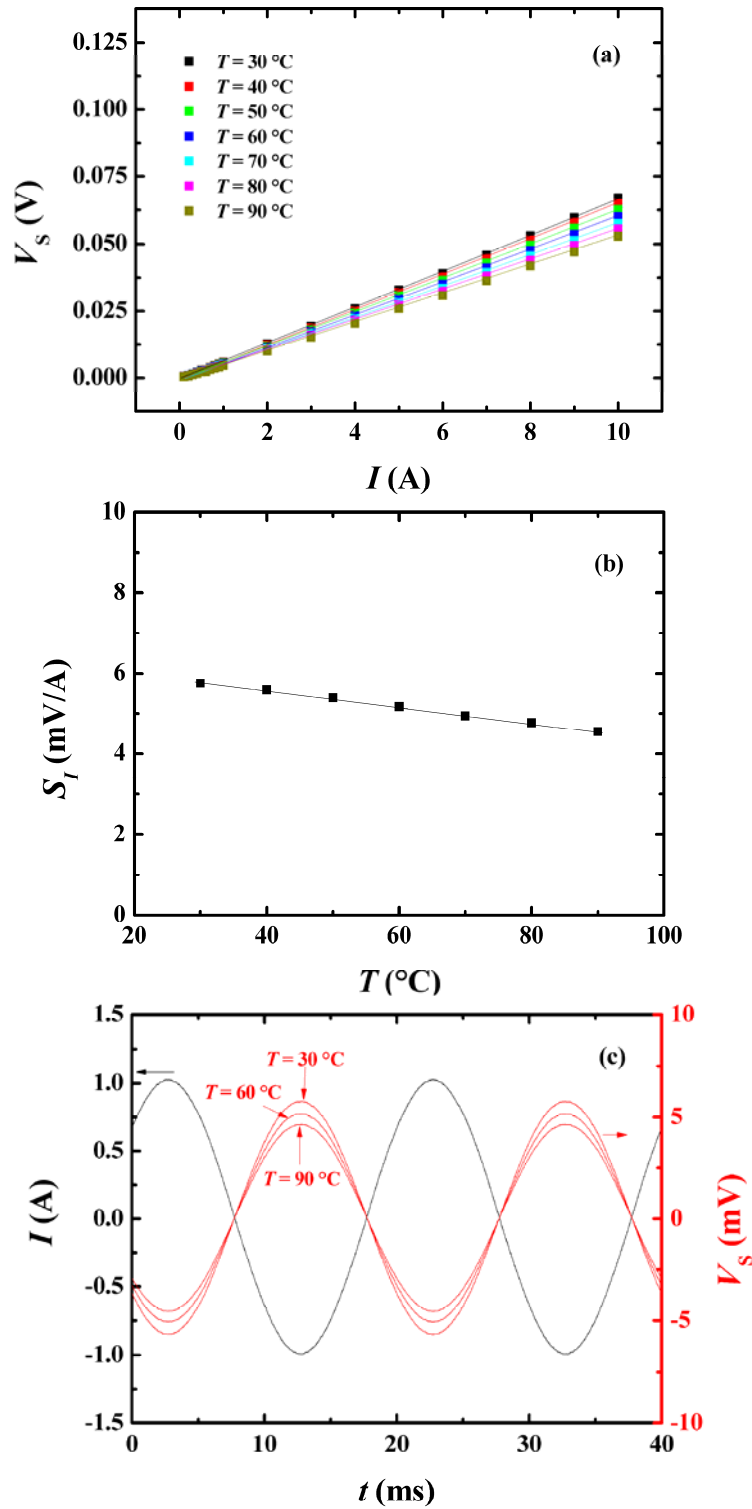 0.125
0.100
0.075
0.050
0.025
0.000
V_S (V)
(a)
T = 30 °C
T = 40 °C
T = 50 °C
T = 60 °C
T = 70 °C
T = 80 °C
T = 90 °C
0 2 4 6 8 10
I (A)
10
8
6
4
2
0
S_I (mV/A)
(b)
20 40 60 80 100
T (°C)
1.5
1.0
0.5
0.0
-0.5
-1.0
-1.5
I (A)
(c)
T = 30 °C
T = 60 °C
T = 90 °C
10
5
0
-5
-10
V_S (mV)
0 10 20 30 40
t (ms)